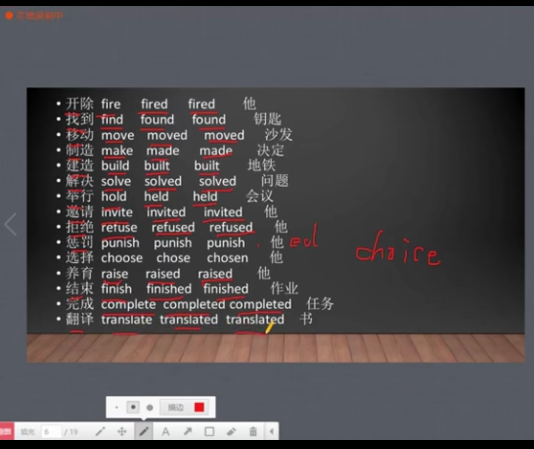 • 开除 fire fired fired 他
• 找到 find found found 钥匙
• 移动 move moved moved 沙发
• 制造 make made made 决定
• 建造 build built built 地铁
• 解决 solve solved solved 问题
• 举行 hold held held 会议
• 邀请 invite invited invited 他
• 拒绝 refuse refused refused 他
• 惩罚 punish punish punish 他 ed
• 选择 choose chose chosen 他 choice
• 养育 raise raised raised 他
• 结束 finish finished finished 作业
• 完成 complete completed completed 任务
• 翻译 translate translated translated 书
描边
填充 6 / 19 A